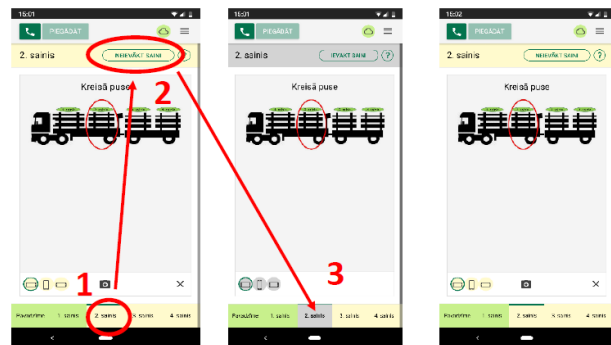 15:01
PIEGĀDĀT
2. sainis
NEIEVĀKT SAINI
?
Kreisā puse
2
1
Pavadzīme 1. sainis 2. sainis 3. sainis 4. sainis
15:01
PIEGĀDĀT
2. sainis
IEVĀKT SAINI
?
Kreisā puse
3
Pavadzīme 1. sainis 2. sainis 3. sainis 4. sainis
15:02
PIEGĀDĀT
2. sainis
NEIEVĀKT SAINI
?
Kreisā puse
Pavadzīme 1. sainis 2. sainis 3. sainis 4. sainis